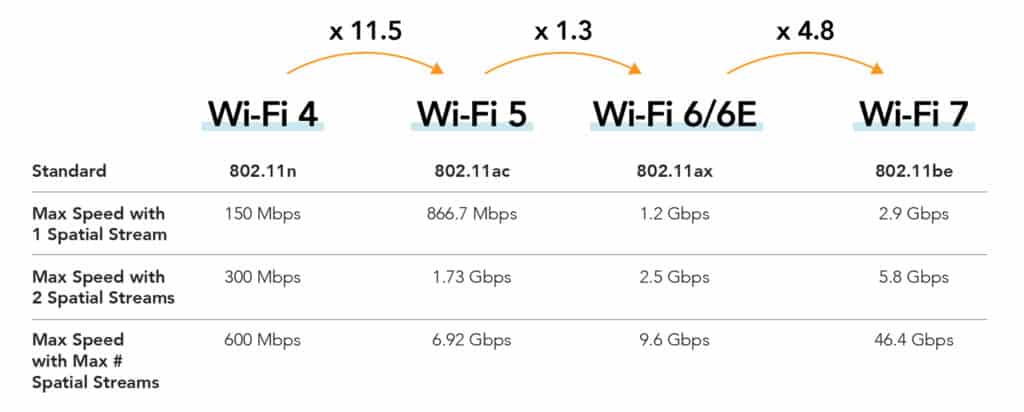 x 11.5 x 1.3 x 4.8
Wi-Fi 4 Wi-Fi 5 Wi-Fi 6/6E Wi-Fi 7
Standard 802.11n 802.11ac 802.11ax 802.11be
Max Speed with
1 Spatial Stream 150 Mbps 866.7 Mbps 1.2 Gbps 2.9 Gbps
Max Speed with
2 Spatial Streams 300 Mbps 1.73 Gbps 2.5 Gbps 5.8 Gbps
Max Speed 600 Mbps 6.92 Gbps 9.6 Gbps 46.4 Gbps
with Max #
Spatial Streams